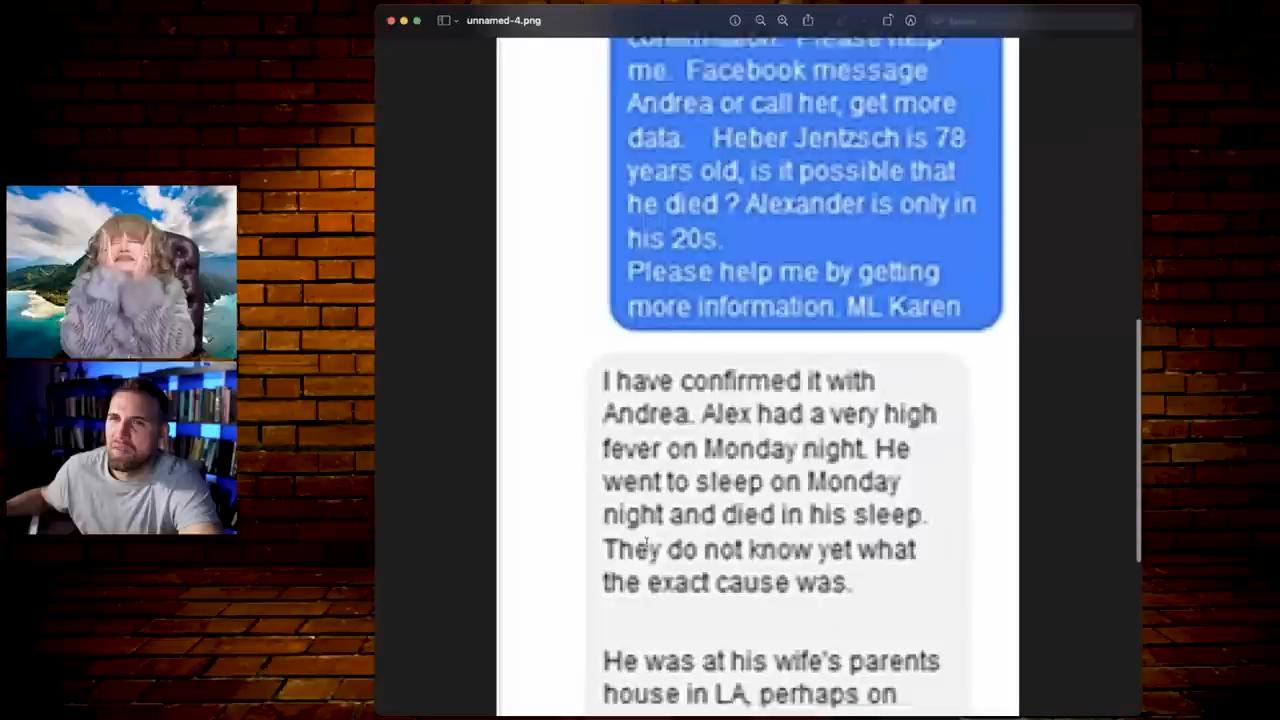 unnamed-4.png
confirmation. Please help
me. Facebook message
Andrea or call her, get more
data. Heber Jentzsch is 78
years old, is it possible that
he died ? Alexander is only in
his 20s.
Please help me by getting
more information. ML Karen
I have confirmed it with
Andrea. Alex had a very high
fever on Monday night. He
went to sleep on Monday
night and died in his sleep.
They do not know yet what
the exact cause was.
He was at his wife's parents
house in LA, perhaps on